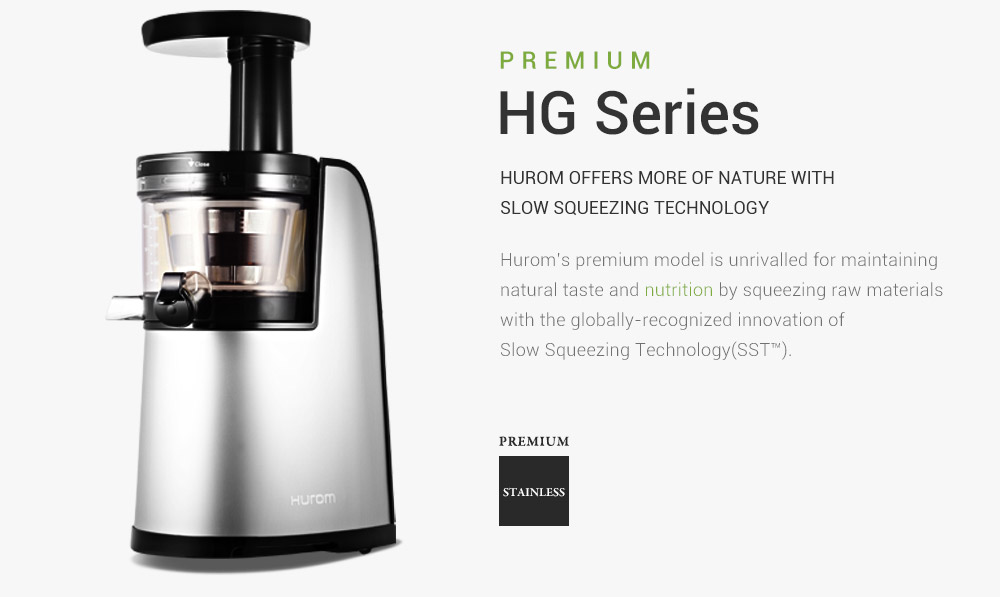 Close
HUROM
PREMIUM
HG Series
HUROM OFFERS MORE OF NATURE WITH
SLOW SQUEEZING TECHNOLOGY
Hurom's premium model is unrivalled for maintaining
natural taste and nutrition by squeezing raw materials
with the globally-recognized innovation of
Slow Squeezing Technology(SST™).
PREMIUM
STAINLESS